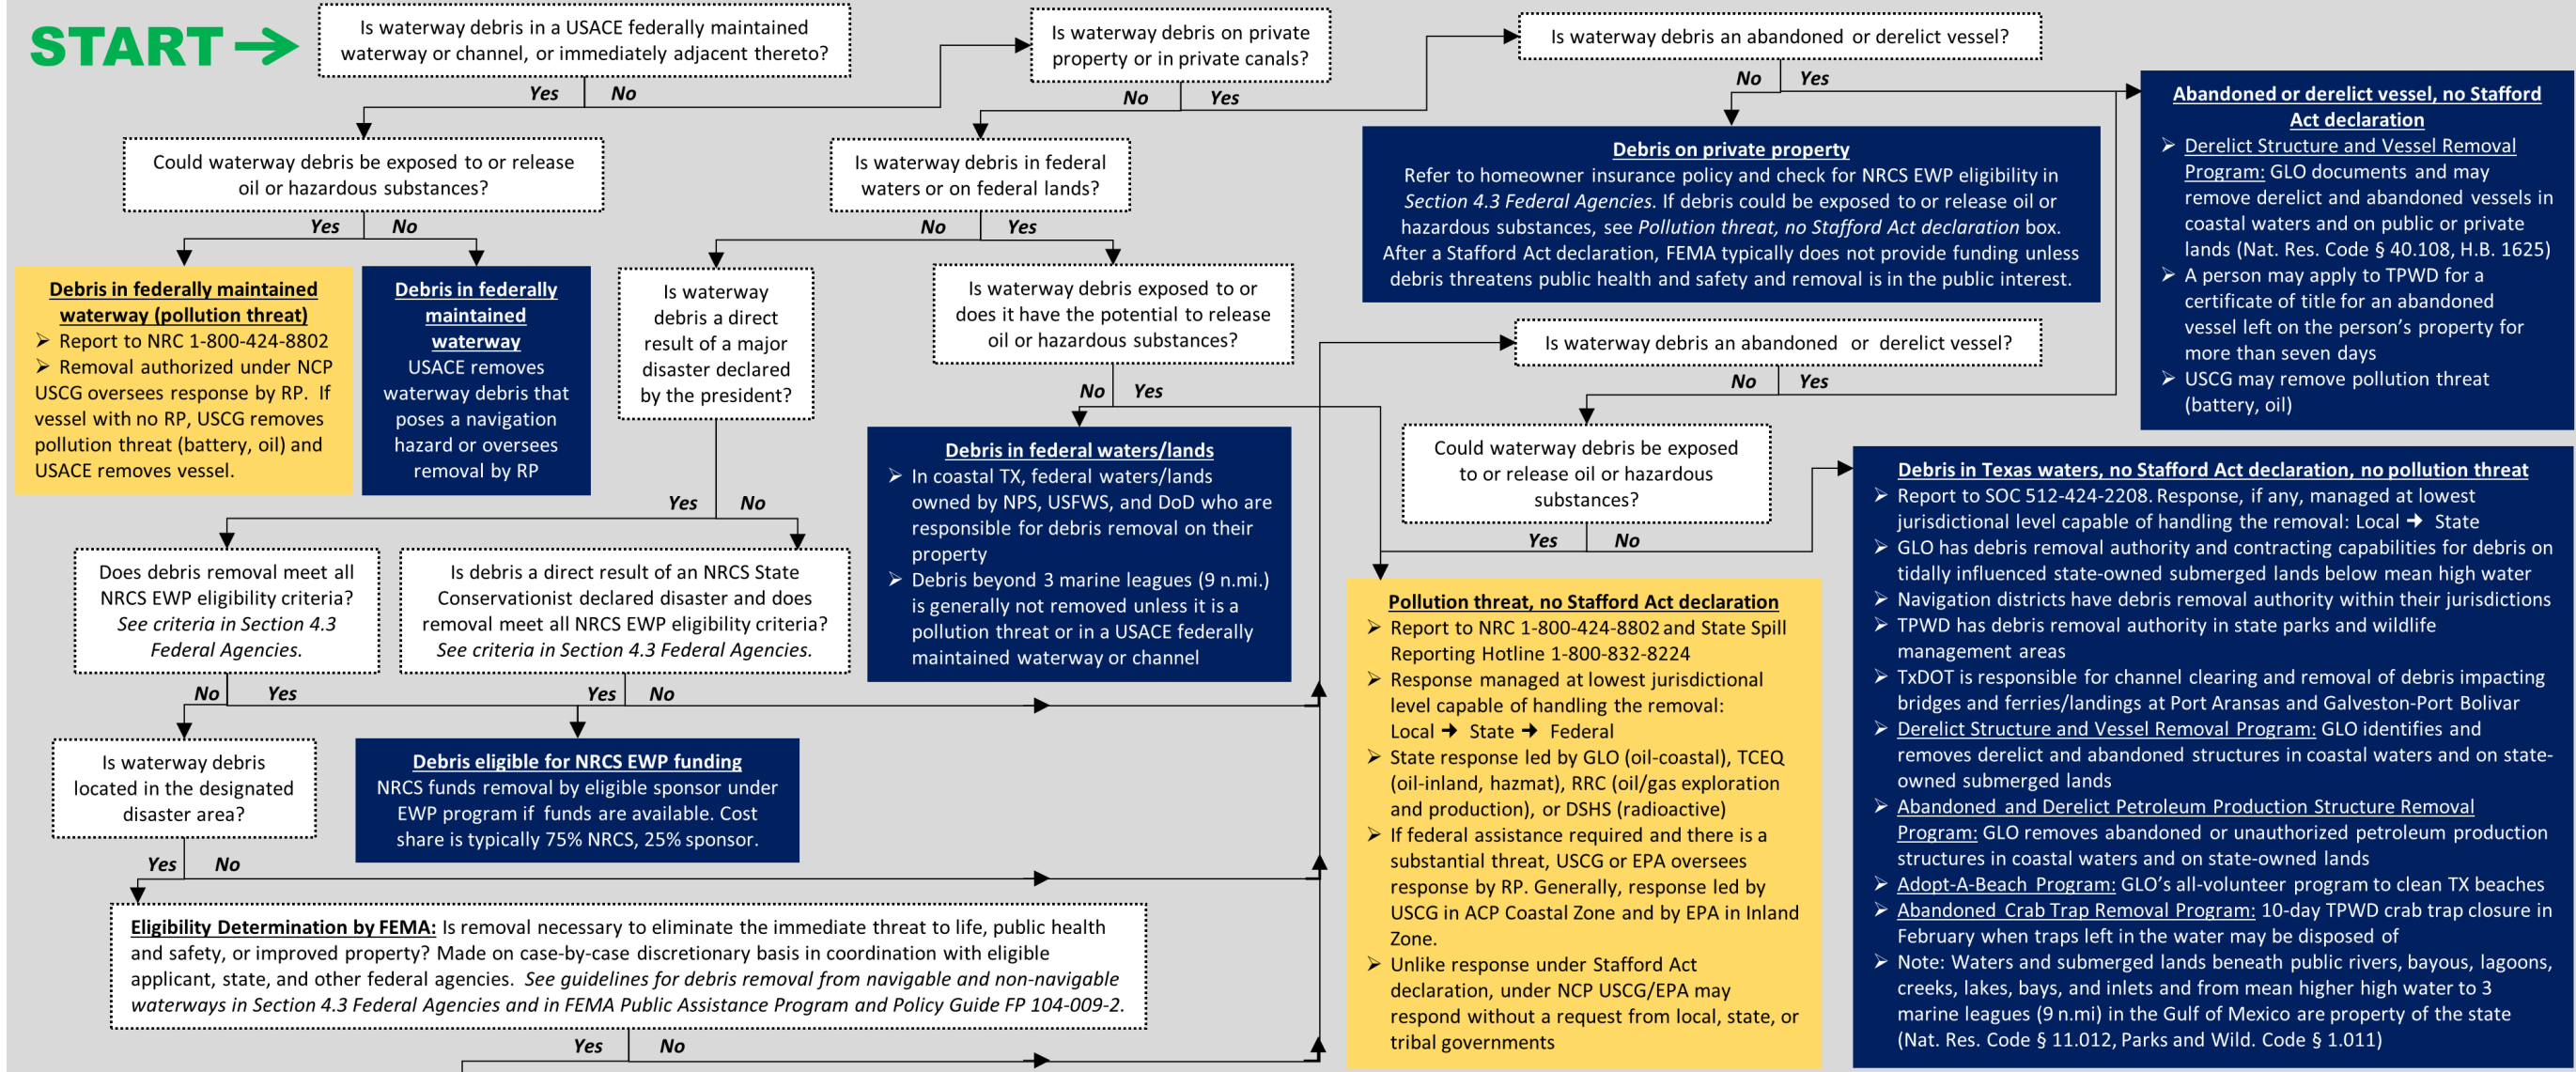 START
Is waterway debris in a USACE federally maintained
waterway or channel, or immediately adjacent thereto?
Yes
No
Is waterway debris on private
property or in private canals?
No
Yes
Is waterway debris an abandoned or derelict vessel?
No
Yes
Could waterway debris be exposed to or release
oil or hazardous substances?
Yes
No
Is waterway debris in federal
waters or on federal lands?
No
Yes
Debris on private property
Refer to homeowner insurance policy and check for NRCS EWP eligibility in
Section 4.3 Federal Agencies. If debris could be exposed to or release oil or
hazardous substances, see Pollution threat, no Stafford Act declaration box.
After a Stafford Act declaration, FEMA typically does not provide funding unless
debris threatens public health and safety and removal is in the public interest.
Abandoned or derelict vessel, no Stafford
Act declaration
➢ Derelict Structure and Vessel Removal
Program: GLO documents and may
remove derelict and abandoned vessels in
coastal waters and on public or private
lands (Nat. Res. Code § 40.108, H.B. 1625)
➢ A person may apply to TPWD for a
certificate of title for an abandoned
vessel left on the person's property for
more than seven days
➢ USCG may remove pollution threat
(battery, oil)
Debris in federally maintained
waterway (pollution threat)
➢ Report to NRC 1-800-424-8802
➢ Removal authorized under NCP
USCG oversees response by RP. If
vessel with no RP, USCG removes
pollution threat (battery, oil) and
USACE removes vessel.
Debris in federally
maintained
waterway
USACE removes
waterway debris that
poses a navigation
hazard or oversees
removal by RP
Is waterway
debris a direct
result of a major
disaster declared
by the president?
Yes
No
Is waterway debris exposed to or
does it have the potential to release
oil or hazardous substances?
No
Yes
Is waterway debris an abandoned or derelict vessel?
No
Yes
Debris in federal waters/lands
➢ In coastal TX, federal waters/lands
owned by NPS, USFWS, and DoD who are
responsible for debris removal on their
property
➢ Debris beyond 3 marine leagues (9 n.mi.)
is generally not removed unless it is a
pollution threat or in a USACE federally
maintained waterway or channel
Could waterway debris be exposed
to or release oil or hazardous
substances?
Yes
No
Debris in Texas waters, no Stafford Act declaration, no pollution threat
➢ Report to SOC 512-424-2208. Response, if any, managed at lowest
jurisdictional level capable of handling the removal: Local ➔ State
➢ GLO has debris removal authority and contracting capabilities for debris on
tidally influenced state-owned submerged lands below mean high water
➢ Navigation districts have debris removal authority within their jurisdictions
➢ TPWD has debris removal authority in state parks and wildlife
management areas
➢ TxDOT is responsible for channel clearing and removal of debris impacting
bridges and ferries/landings at Port Aransas and Galveston-Port Bolivar
➢ Derelict Structure and Vessel Removal Program: GLO identifies and
removes derelict and abandoned structures in coastal waters and on state-
owned submerged lands
➢ Abandoned and Derelict Petroleum Production Structure Removal
Program: GLO removes abandoned or unauthorized petroleum production
structures in coastal waters and on state-owned lands
➢ Adopt-A-Beach Program: GLO's all-volunteer program to clean TX beaches
➢ Abandoned Crab Trap Removal Program: 10-day TPWD crab trap closure in
February when traps left in the water may be disposed of
➢ Note: Waters and submerged lands beneath public rivers, bayous, lagoons,
creeks, lakes, bays, and inlets and from mean higher high water to 3
marine leagues (9 n.mi) in the Gulf of Mexico are property of the state
(Nat. Res. Code § 11.012, Parks and Wild. Code § 1.011)
Does debris removal meet all
NRCS EWP eligibility criteria?
See criteria in Section 4.3
Federal Agencies.
No
Yes
Is debris a direct result of an NRCS State
Conservationist declared disaster and does
removal meet all NRCS EWP eligibility criteria?
See criteria in Section 4.3 Federal Agencies.
Yes
No
Pollution threat, no Stafford Act declaration
➢ Report to NRC 1-800-424-8802 and State Spill
Reporting Hotline 1-800-832-8224
➢ Response managed at lowest jurisdictional
level capable of handling the removal:
Local ➔ State ➔ Federal
➢ State response led by GLO (oil-coastal), TCEQ
(oil-inland, hazmat), RRC (oil/gas exploration
and production), or DSHS (radioactive)
➢ If federal assistance required and there is a
substantial threat, USCG or EPA oversees
response by RP. Generally, response led by
USCG in ACP Coastal Zone and by EPA in Inland
Zone.
➢ Unlike response under Stafford Act
declaration, under NCP USCG/EPA may
respond without a request from local, state, or
tribal governments
Is waterway debris
located in the designated
disaster area?
Yes
No
Debris eligible for NRCS EWP funding
NRCS funds removal by eligible sponsor under
EWP program if funds are available. Cost
share is typically 75% NRCS, 25% sponsor.
Eligibility Determination by FEMA: Is removal necessary to eliminate the immediate threat to life, public health
and safety, or improved property? Made on case-by-case discretionary basis in coordination with eligible
applicant, state, and other federal agencies. See guidelines for debris removal from navigable and non-navigable
waterways in Section 4.3 Federal Agencies and in FEMA Public Assistance Program and Policy Guide FP 104-009-2.
Yes
No